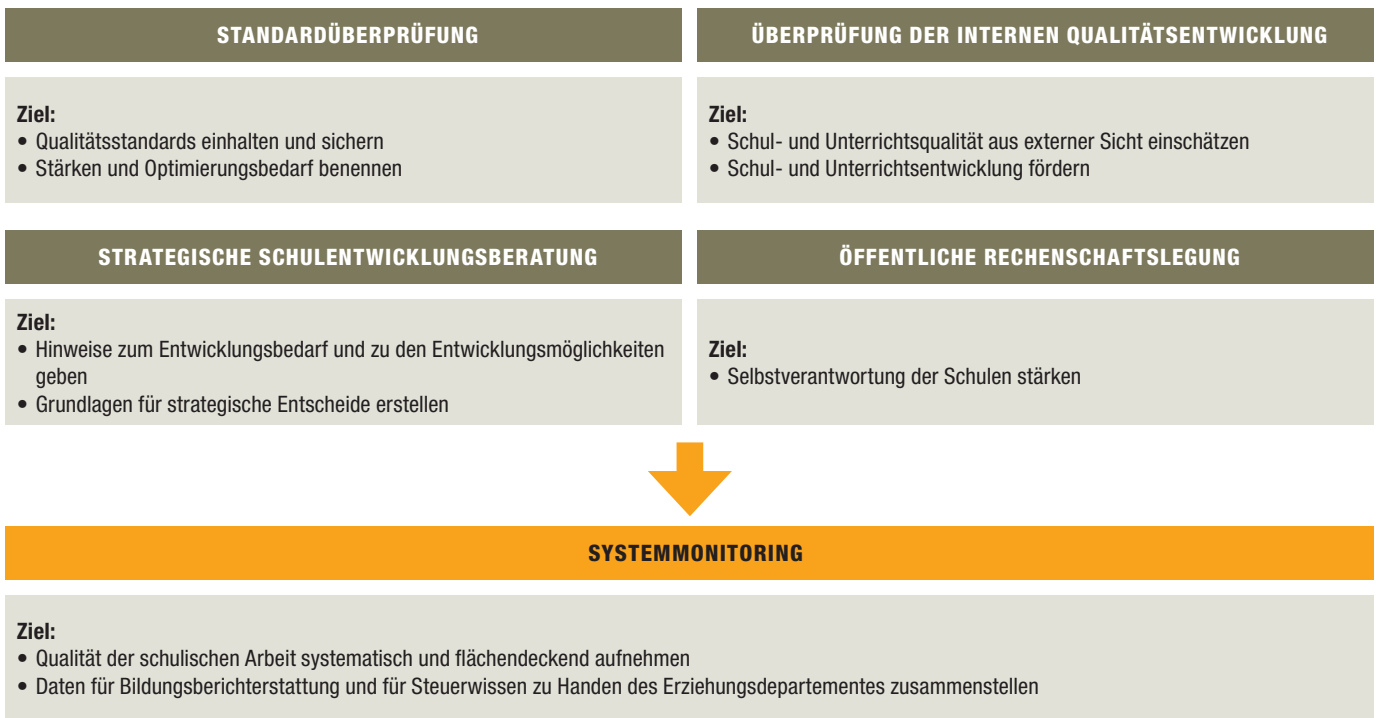 STANDARDÜBERPRÜFUNG
Ziel:
• Qualitätsstandards einhalten und sichern
• Stärken und Optimierungsbedarf benennen
ÜBERPRÜFUNG DER INTERNEN QUALITÄTSENTWICKLUNG
Ziel:
• Schul- und Unterrichtsqualität aus externer Sicht einschätzen
• Schul- und Unterrichtsentwicklung fördern
STRATEGISCHE SCHULENTWICKLUNGSBERATUNG
Ziel:
• Hinweise zum Entwicklungsbedarf und zu den Entwicklungsmöglichkeiten
geben
• Grundlagen für strategische Entscheide erstellen
ÖFFENTLICHE RECHENSCHAFTSLEGUNG
Ziel:
• Selbstverantwortung der Schulen stärken
SYSTEMMONITORING
Ziel:
• Qualität der schulischen Arbeit systematisch und flächendeckend aufnehmen
• Daten für Bildungsberichterstattung und für Steuerwissen zu Handen des Erziehungsdepartementes zusammenstellen